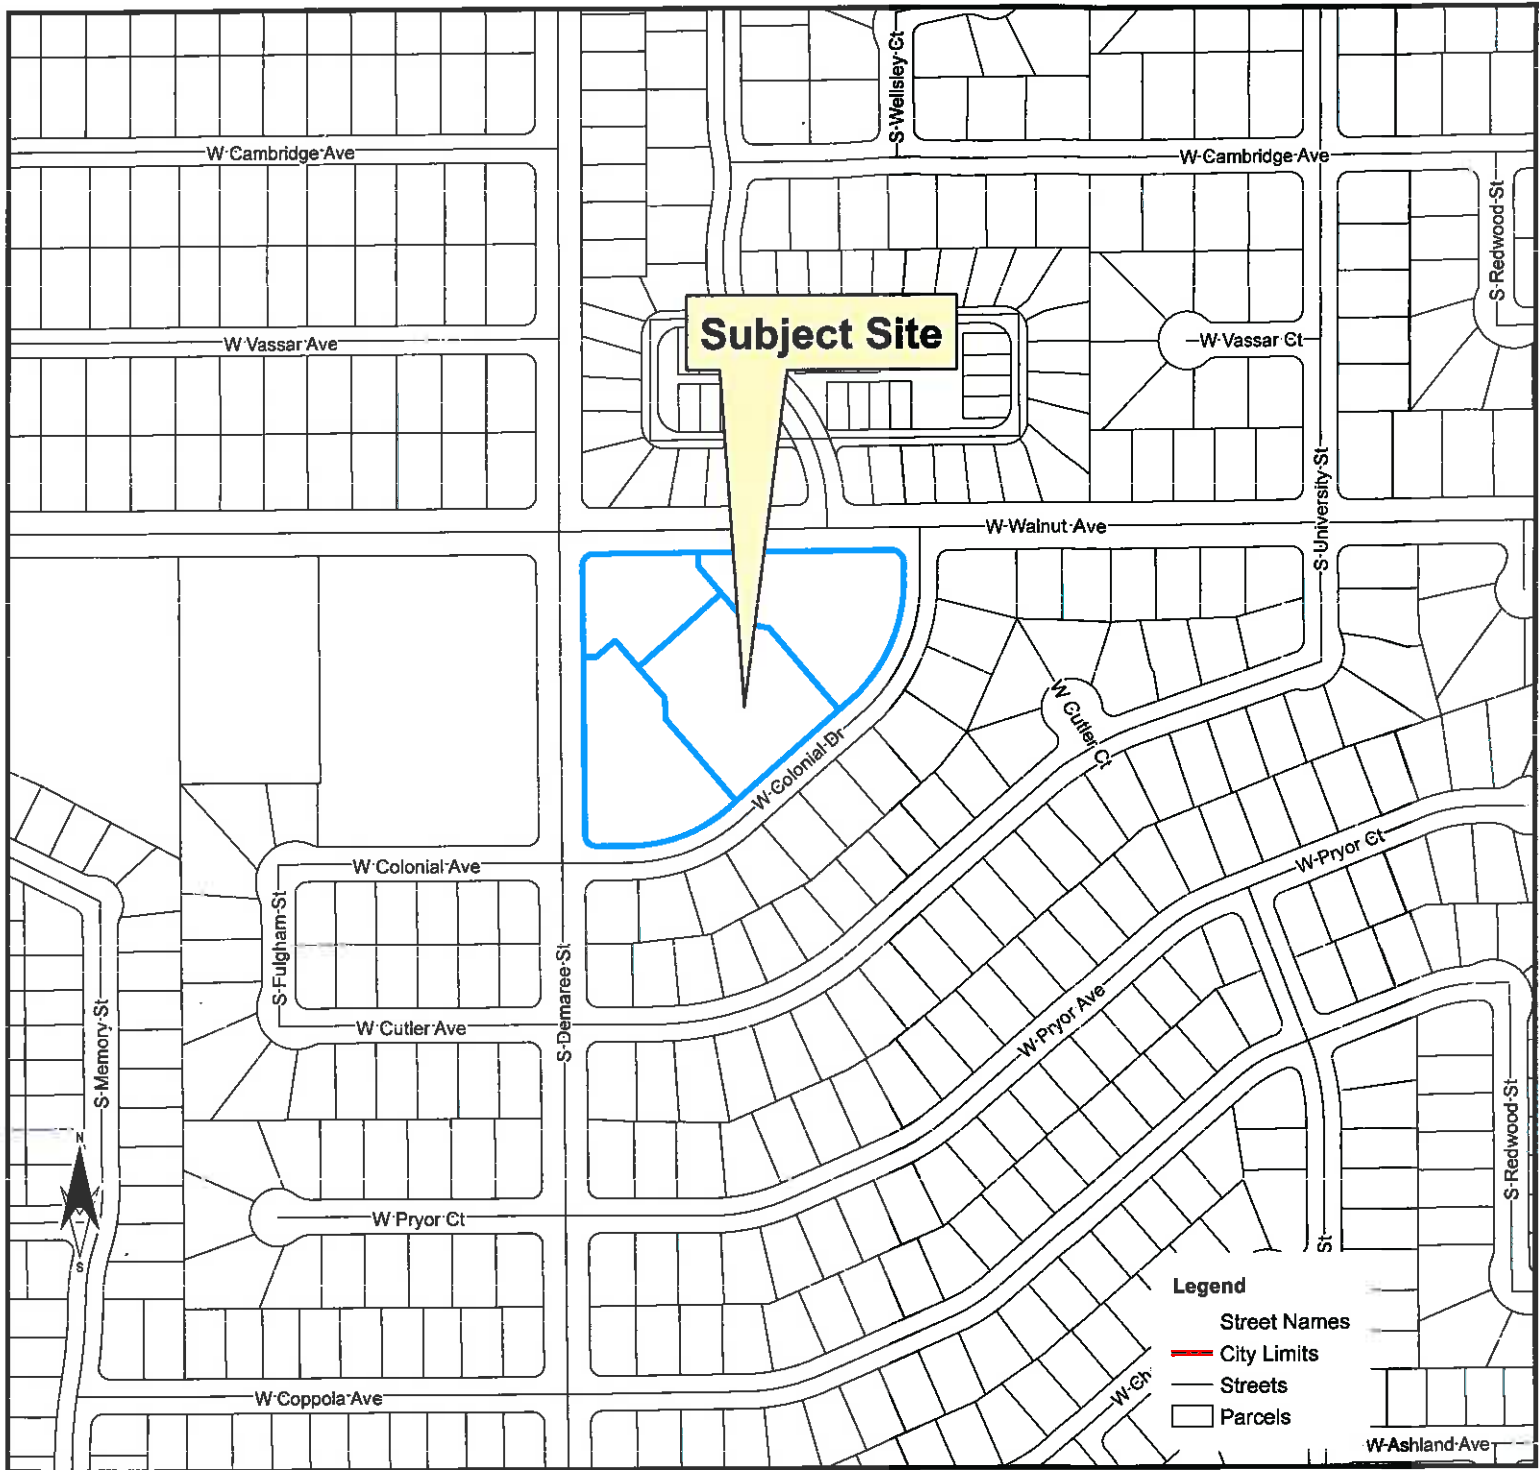 S Wellsley Ct
W Cambridge Ave
W Cambridge Ave
S Redwood St
Subject Site
W Vassar Ave
W Vassar Ct
S University St
W Walnut Ave
W Cutler Ct
W Colonial Dr
W Colonial Ave
W Pryor Ct
S Fulgham St
S Demaree St
S Memory St
W Cutler Ave
W Pryor Ave
S Redwood St
N
S
W Pryor Ct
St
Legend
Street Names
City Limits
Streets
Parcels
W Ch
W Coppola Ave
W Ashland Ave